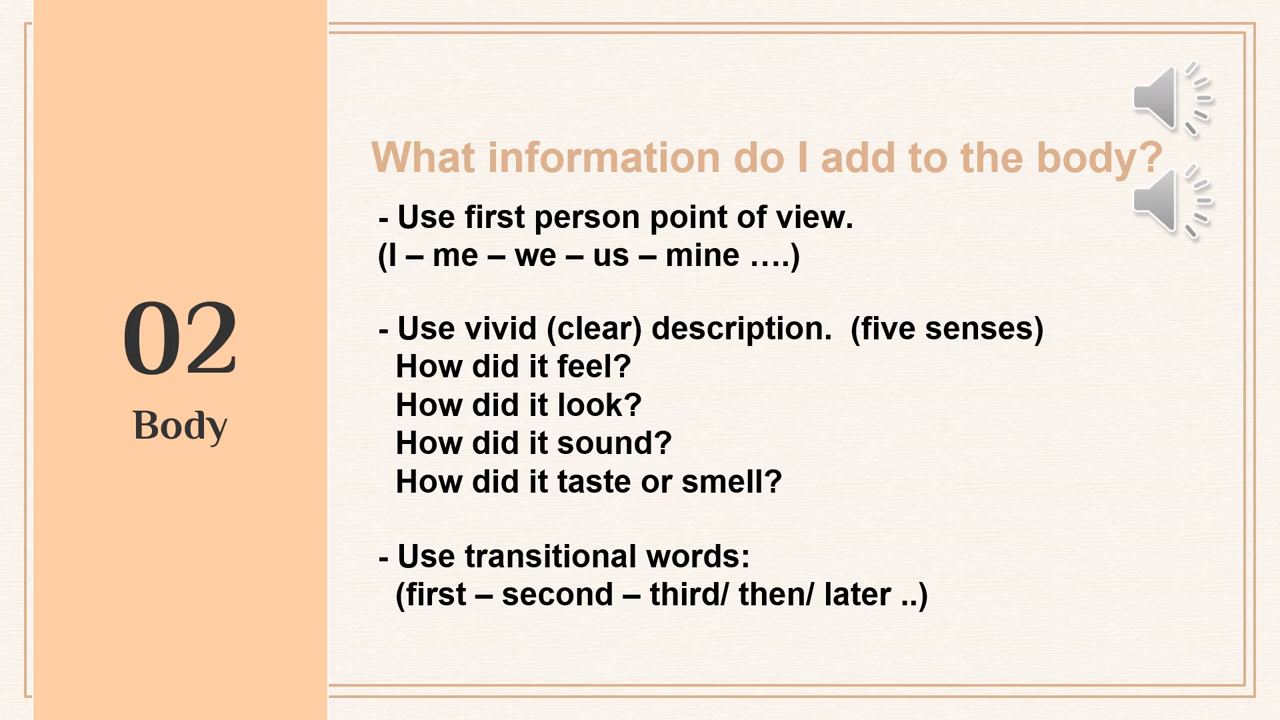 02
Body
What information do I add to the body?
- Use first person point of view.
(I – me – we – us – mine ….)
- Use vivid (clear) description.  (five senses)
How did it feel?
How did it look?
How did it sound?
How did it taste or smell?
- Use transitional words:
(first – second – third/ then/ later ..)